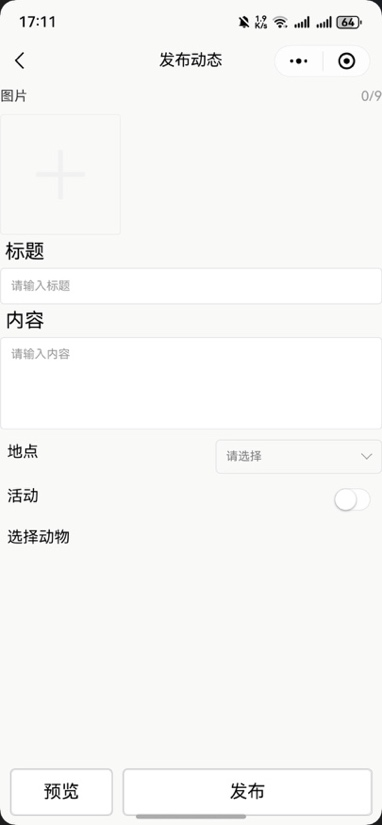 17:11 1.9 K/s 64
发布动态
图片 0/9
标题
请输入标题
内容
请输入内容
地点 请选择
活动
选择动物
预览 发布